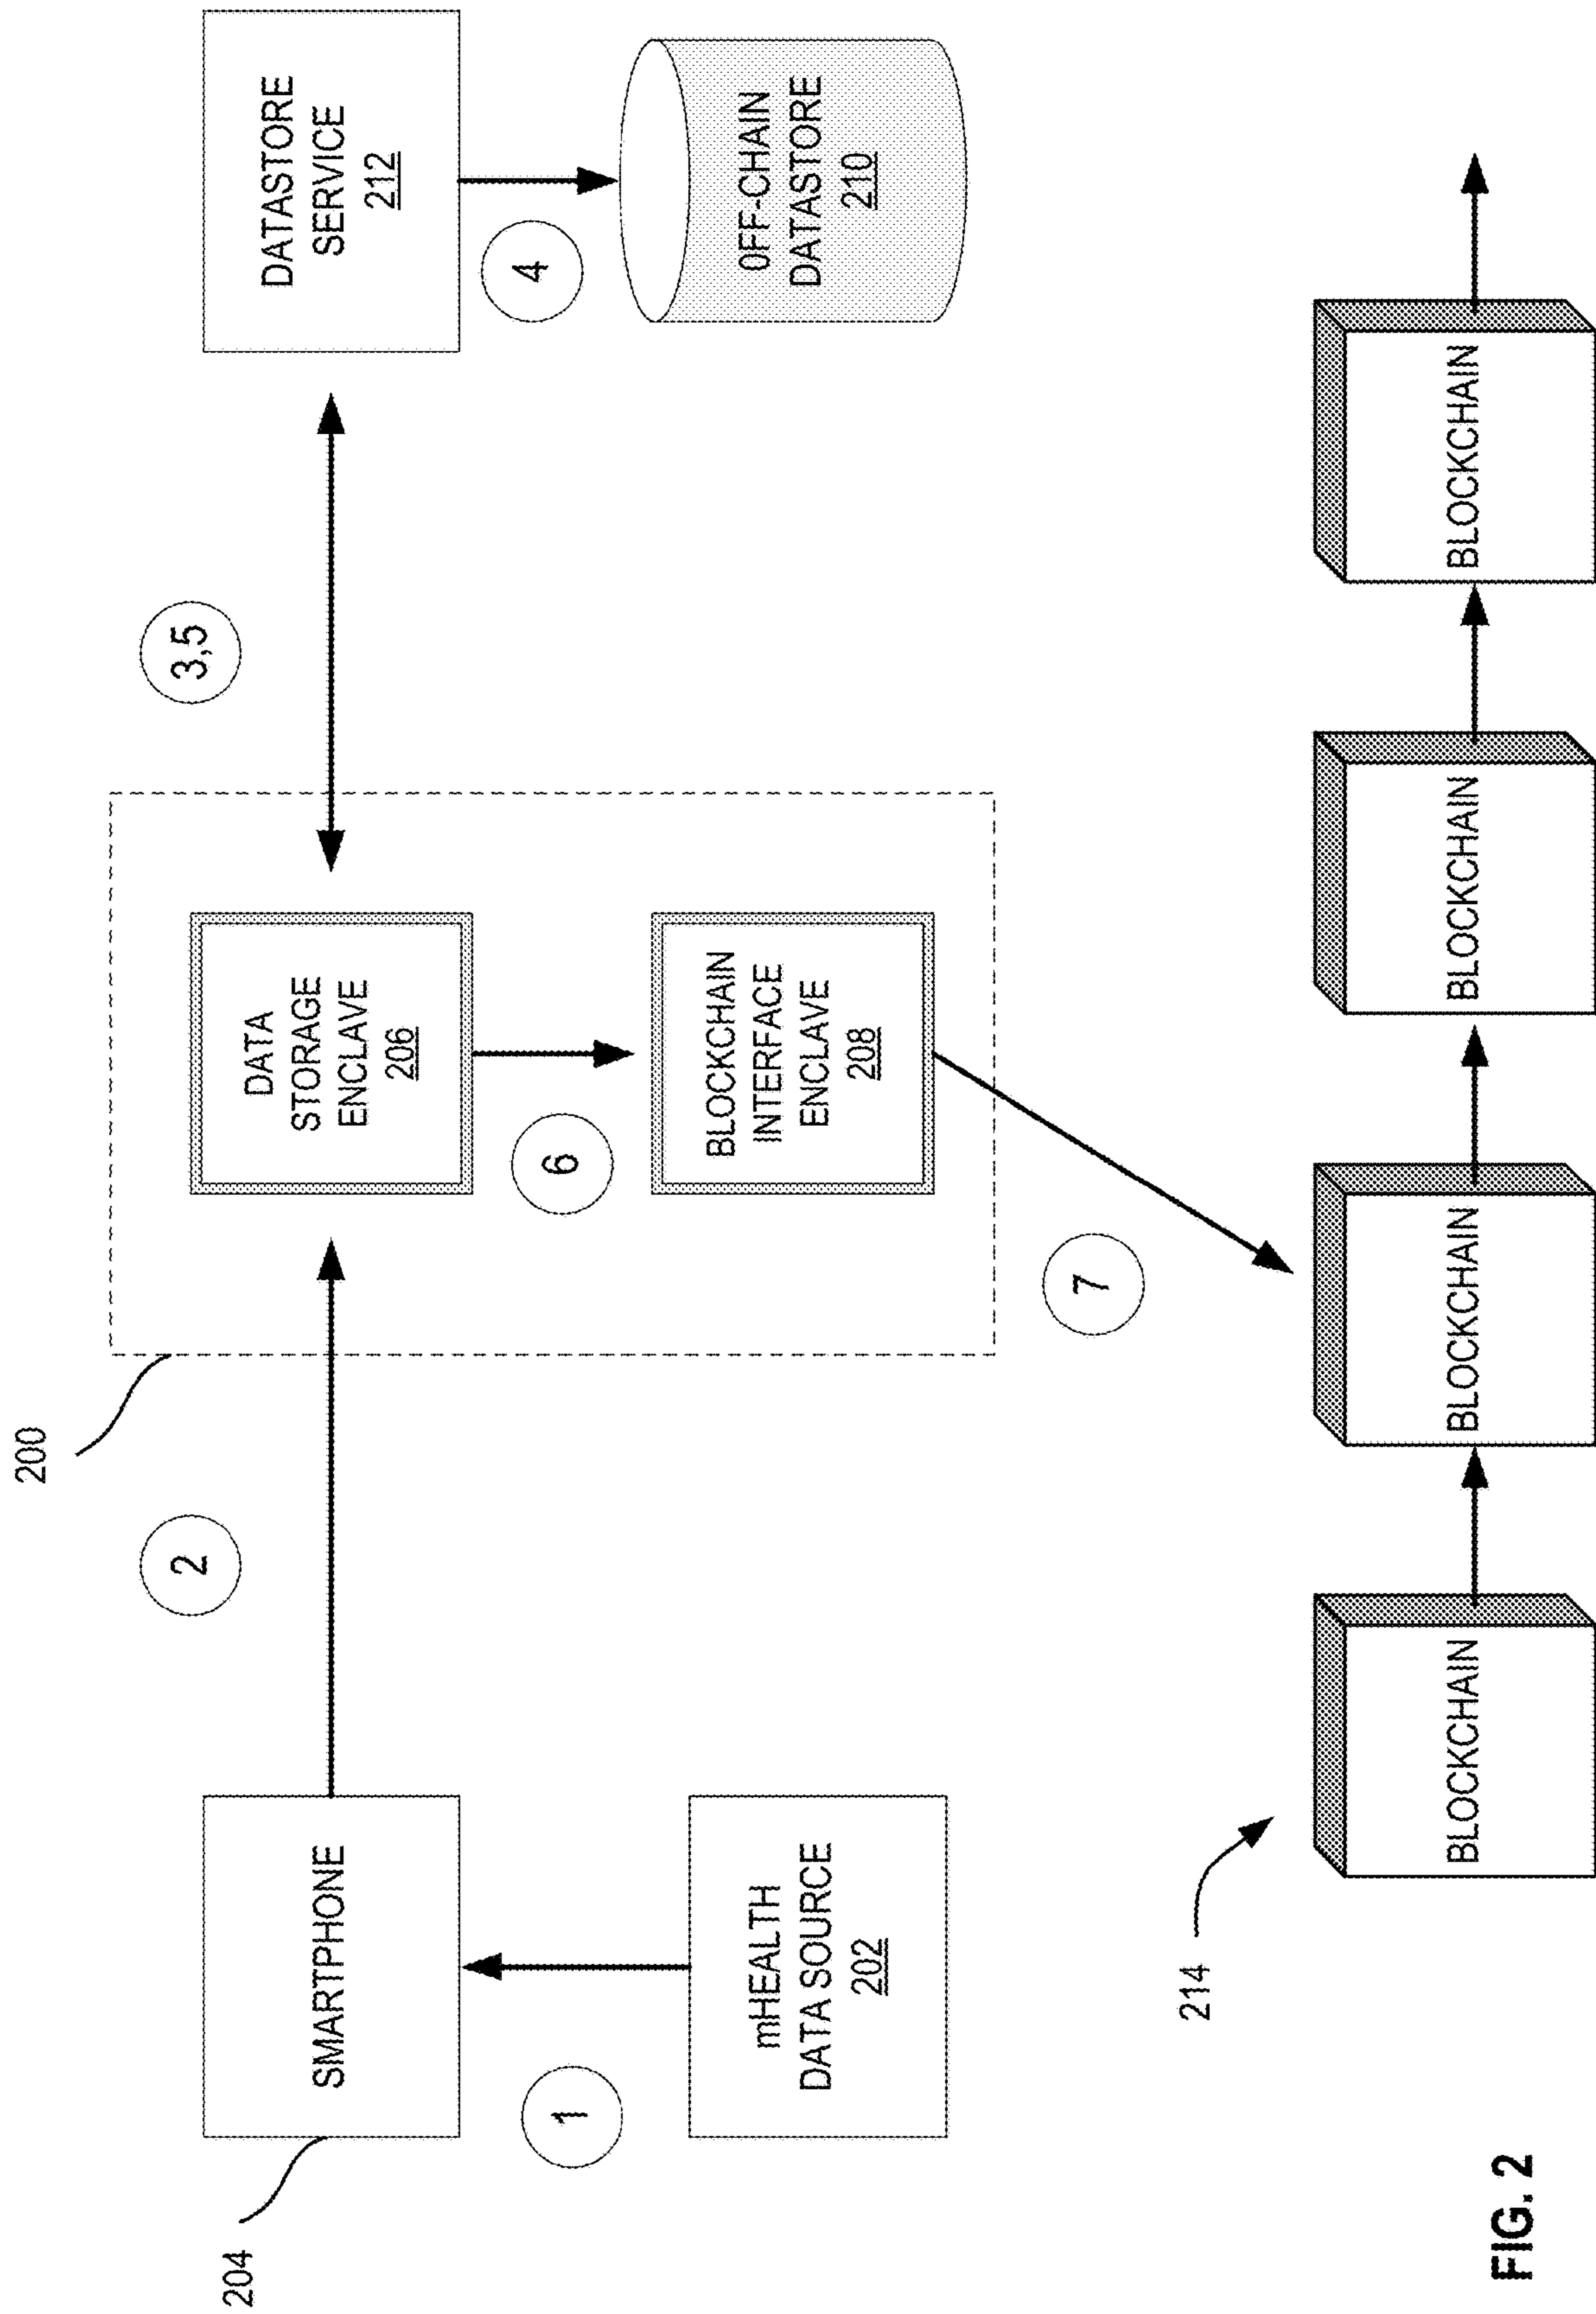 200
204
2
3,5
SMARTPHONE
DATA
STORAGE
ENCLAVE
206
DATASTORE
SERVICE
212
1
6
4
mHEALTH
DATA SOURCE
202
BLOCKCHAIN
INTERFACE
ENCLAVE
208
0FF-CHAIN
DATASTORE
210
7
214
BLOCKCHAIN
BLOCKCHAIN
BLOCKCHAIN
BLOCKCHAIN
FIG. 2